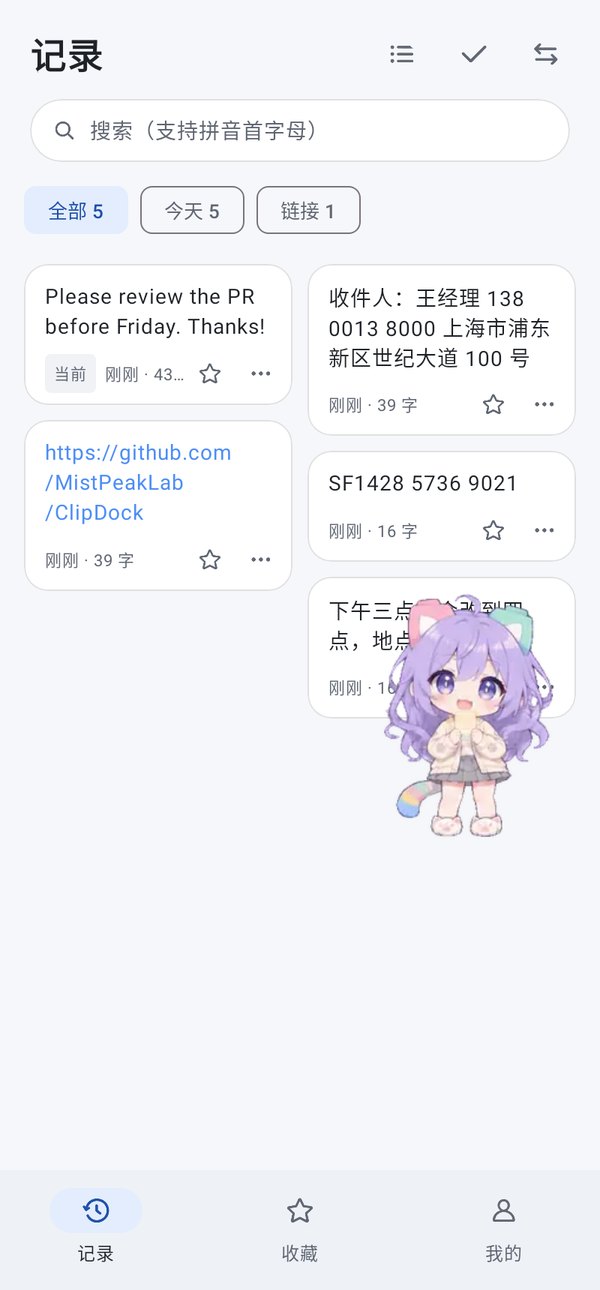 记录
搜索（支持拼音首字母）
全部 5
今天 5
链接 1
Please review the PR
before Friday. Thanks!
当前 刚刚 · 43…
https://github.com
/MistPeakLab
/ClipDock
刚刚 · 39 字
收件人：王经理 138
0013 8000 上海市浦东
新区世纪大道 100 号
刚刚 · 39 字
SF1428 5736 9021
刚刚 · 16 字
下午三点
点，地点
刚刚 · 16
记录
收藏
我的